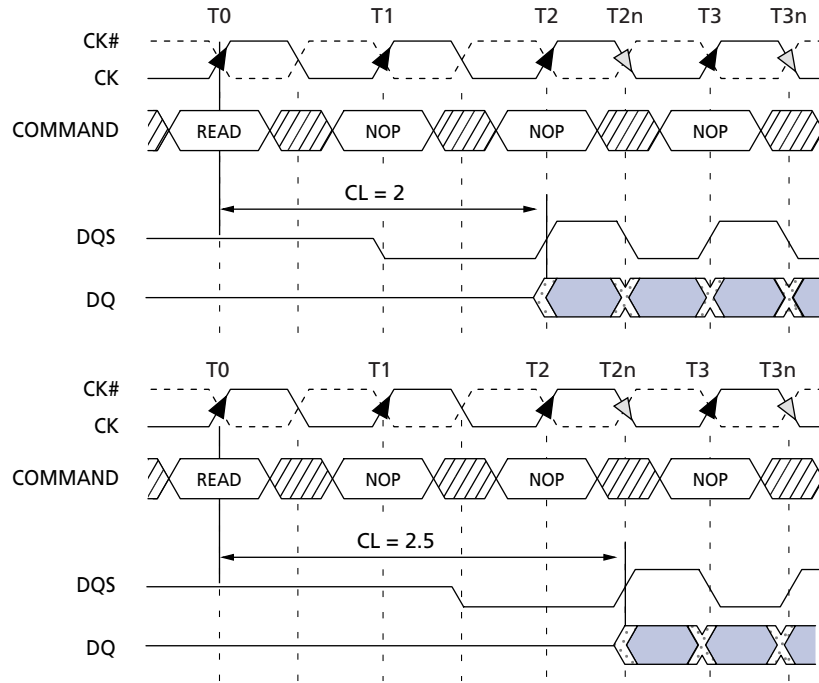 T0 T1 T2 T2n T3 T3n
CK#
CK
COMMAND READ NOP NOP NOP
CL = 2
DQS
DQ
T0 T1 T2 T2n T3 T3n
CK#
CK
COMMAND READ NOP NOP NOP
CL = 2.5
DQS
DQ